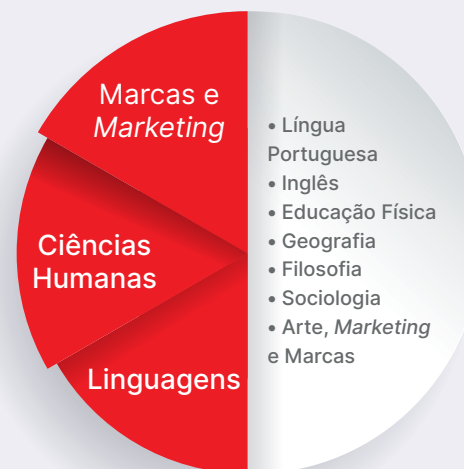 Marcas e
Marketing
Ciências
Humanas
Linguagens
• Língua
Portuguesa
• Inglês
• Educação Física
• Geografia
• Filosofia
• Sociologia
• Arte, Marketing
e Marcas